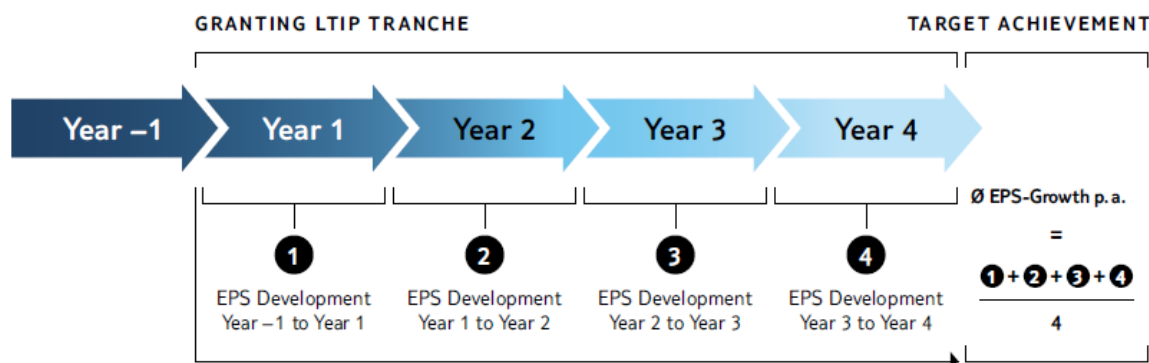 GRANTING LTIP TRANCHE
TARGET ACHIEVEMENT
Year –1
Year 1
Year 2
Year 3
Year 4
1
EPS Development
Year –1 to Year 1
2
EPS Development
Year 1 to Year 2
3
EPS Development
Year 2 to Year 3
4
EPS Development
Year 3 to Year 4
Ø EPS-Growth p. a.
=
1 + 2 + 3 + 4
4